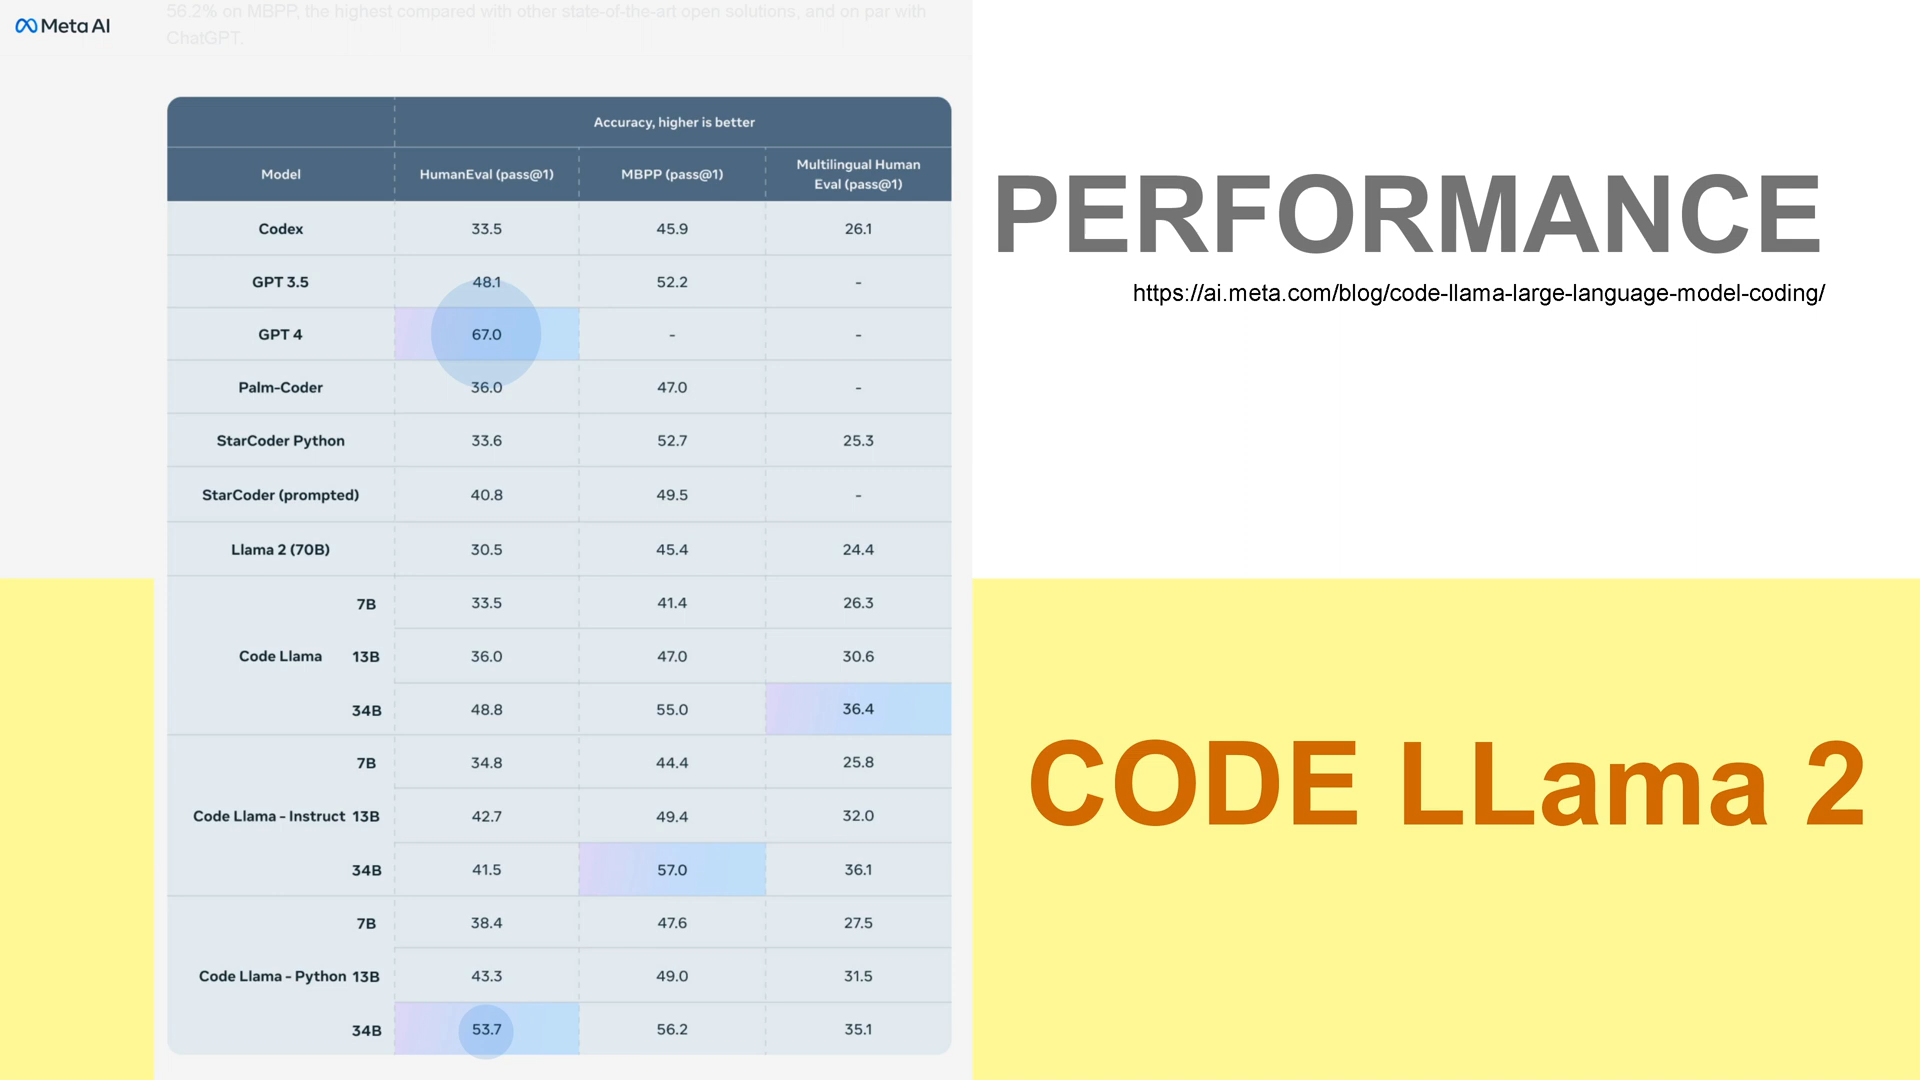 56.2% on MBPP, the highest compared with other state-of-the-art open solutions, and on par with
ChatGPT.
Meta AI
Accuracy, higher is better
Model HumanEval (pass@1) MBPP (pass@1) Multilingual Human Eval (pass@1)
Codex 33.5 45.9 26.1
GPT 3.5 48.1 52.2 -
GPT 4 67.0 - -
Palm-Coder 36.0 47.0 -
StarCoder Python 33.6 52.7 25.3
StarCoder (prompted) 40.8 49.5 -
Llama 2 (70B) 30.5 45.4 24.4
7B 33.5 41.4 26.3
Code Llama 13B 36.0 47.0 30.6
34B 48.8 55.0 36.4
7B 34.8 44.4 25.8
Code Llama - Instruct 13B 42.7 49.4 32.0
34B 41.5 57.0 36.1
7B 38.4 47.6 27.5
Code Llama - Python 13B 43.3 49.0 31.5
34B 53.7 56.2 35.1
PERFORMANCE
https://ai.meta.com/blog/code-llama-large-language-model-coding/
CODE LLama 2